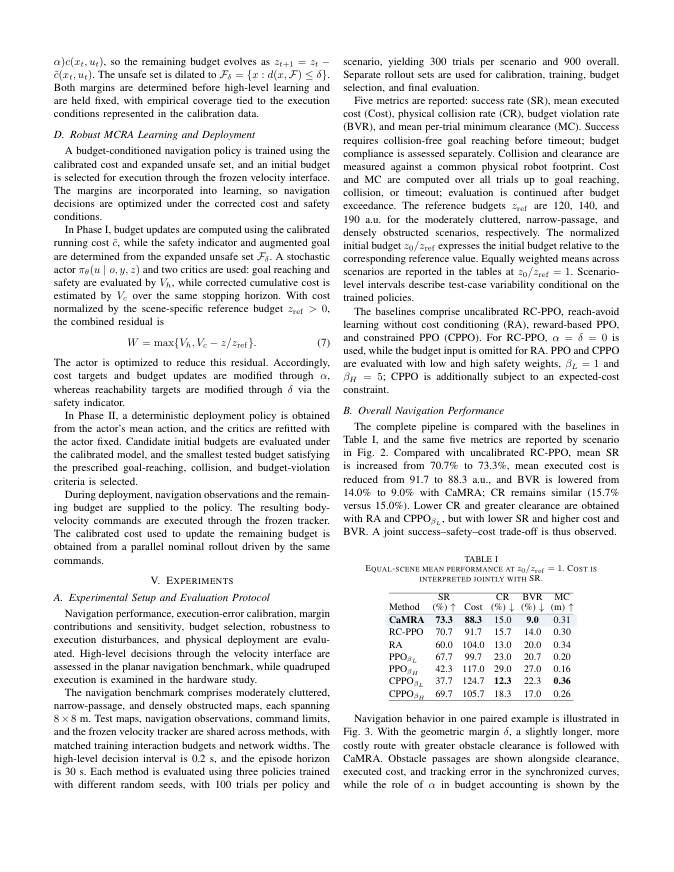 α)c(x_t, u_t), so the remaining budget evolves as z_{t+1} = z_t −
c̃(x_t, u_t). The unsafe set is dilated to F_δ = {x : d(x, F) ≤ δ}.
Both margins are determined before high-level learning and
are held fixed, with empirical coverage tied to the execution
conditions represented in the calibration data.
D. Robust MCRA Learning and Deployment
A budget-conditioned navigation policy is trained using the
calibrated cost and expanded unsafe set, and an initial budget
is selected for execution through the frozen velocity interface.
The margins are incorporated into learning, so navigation
decisions are optimized under the corrected cost and safety
conditions.
In Phase I, budget updates are computed using the calibrated
running cost c̃, while the safety indicator and augmented goal
are determined from the expanded unsafe set F_δ. A stochastic
actor π_θ(u | o, y, z) and two critics are used: goal reaching and
safety are evaluated by V_h, while corrected cumulative cost is
estimated by V_c over the same stopping horizon. With cost
normalized by the scene-specific reference budget z_ref > 0,
the combined residual is
W = max{V_h, V_c − z/z_ref}. (7)
The actor is optimized to reduce this residual. Accordingly,
cost targets and budget updates are modified through α,
whereas reachability targets are modified through δ via the
safety indicator.
In Phase II, a deterministic deployment policy is obtained
from the actor's mean action, and the critics are refitted with
the actor fixed. Candidate initial budgets are evaluated under
the calibrated model, and the smallest tested budget satisfying
the prescribed goal-reaching, collision, and budget-violation
criteria is selected.
During deployment, navigation observations and the remain-
ing budget are supplied to the policy. The resulting body-
velocity commands are executed through the frozen tracker.
The calibrated cost used to update the remaining budget is
obtained from a parallel nominal rollout driven by the same
commands.
V. EXPERIMENTS
A. Experimental Setup and Evaluation Protocol
Navigation performance, execution-error calibration, margin
contributions and sensitivity, budget selection, robustness to
execution disturbances, and physical deployment are evalu-
ated. High-level decisions through the velocity interface are
assessed in the planar navigation benchmark, while quadruped
execution is examined in the hardware study.
The navigation benchmark comprises moderately cluttered,
narrow-passage, and densely obstructed maps, each spanning
8 × 8 m. Test maps, navigation observations, command limits,
and the frozen velocity tracker are shared across methods, with
matched training interaction budgets and network widths. The
high-level decision interval is 0.2 s, and the episode horizon
is 30 s. Each method is evaluated using three policies trained
with different random seeds, with 100 trials per policy and
scenario, yielding 300 trials per scenario and 900 overall.
Separate rollout sets are used for calibration, training, budget
selection, and final evaluation.
Five metrics are reported: success rate (SR), mean executed
cost (Cost), physical collision rate (CR), budget violation rate
(BVR), and mean per-trial minimum clearance (MC). Success
requires collision-free goal reaching before timeout; budget
compliance is assessed separately. Collision and clearance are
measured against a common physical robot footprint. Cost
and MC are computed over all trials up to goal reaching,
collision, or timeout; evaluation is continued after budget
exceedance. The reference budgets z_ref are 120, 140, and
190 a.u. for the moderately cluttered, narrow-passage, and
densely obstructed scenarios, respectively. The normalized
initial budget z_0/z_ref expresses the initial budget relative to the
corresponding reference value. Equally weighted means across
scenarios are reported in the tables at z_0/z_ref = 1. Scenario-
level intervals describe test-case variability conditional on the
trained policies.
The baselines comprise uncalibrated RC-PPO, reach-avoid
learning without cost conditioning (RA), reward-based PPO,
and constrained PPO (CPPO). For RC-PPO, α = δ = 0 is
used, while the budget input is omitted for RA. PPO and CPPO
are evaluated with low and high safety weights, β_L = 1 and
β_H = 5; CPPO is additionally subject to an expected-cost
constraint.
B. Overall Navigation Performance
The complete pipeline is compared with the baselines in
Table I, and the same five metrics are reported by scenario
in Fig. 2. Compared with uncalibrated RC-PPO, mean SR
is increased from 70.7% to 73.3%, mean executed cost is
reduced from 91.7 to 88.3 a.u., and BVR is lowered from
14.0% to 9.0% with CaMRA; CR remains similar (15.7%
versus 15.0%). Lower CR and greater clearance are obtained
with RA and CPPO_{β_L}, but with lower SR and higher cost and
BVR. A joint success–safety–cost trade-off is thus observed.
TABLE I
EQUAL-SCENE MEAN PERFORMANCE AT z_0/z_ref = 1. COST IS
INTERPRETED JOINTLY WITH SR.
SR CR BVR MC
Method (%) ↑ Cost (%) ↓ (%) ↓ (m) ↑
CaMRA 73.3 88.3 15.0 9.0 0.31
RC-PPO 70.7 91.7 15.7 14.0 0.30
RA 60.0 104.0 13.0 20.0 0.34
PPO_{β_L} 67.7 99.7 23.0 20.7 0.20
PPO_{β_H} 42.3 117.0 29.0 27.0 0.16
CPPO_{β_L} 37.7 124.7 12.3 22.3 0.36
CPPO_{β_H} 69.7 105.7 18.3 17.0 0.26
Navigation behavior in one paired example is illustrated in
Fig. 3. With the geometric margin δ, a slightly longer, more
costly route with greater obstacle clearance is followed with
CaMRA. Obstacle passages are shown alongside clearance,
executed cost, and tracking error in the synchronized curves,
while the role of α in budget accounting is shown by the